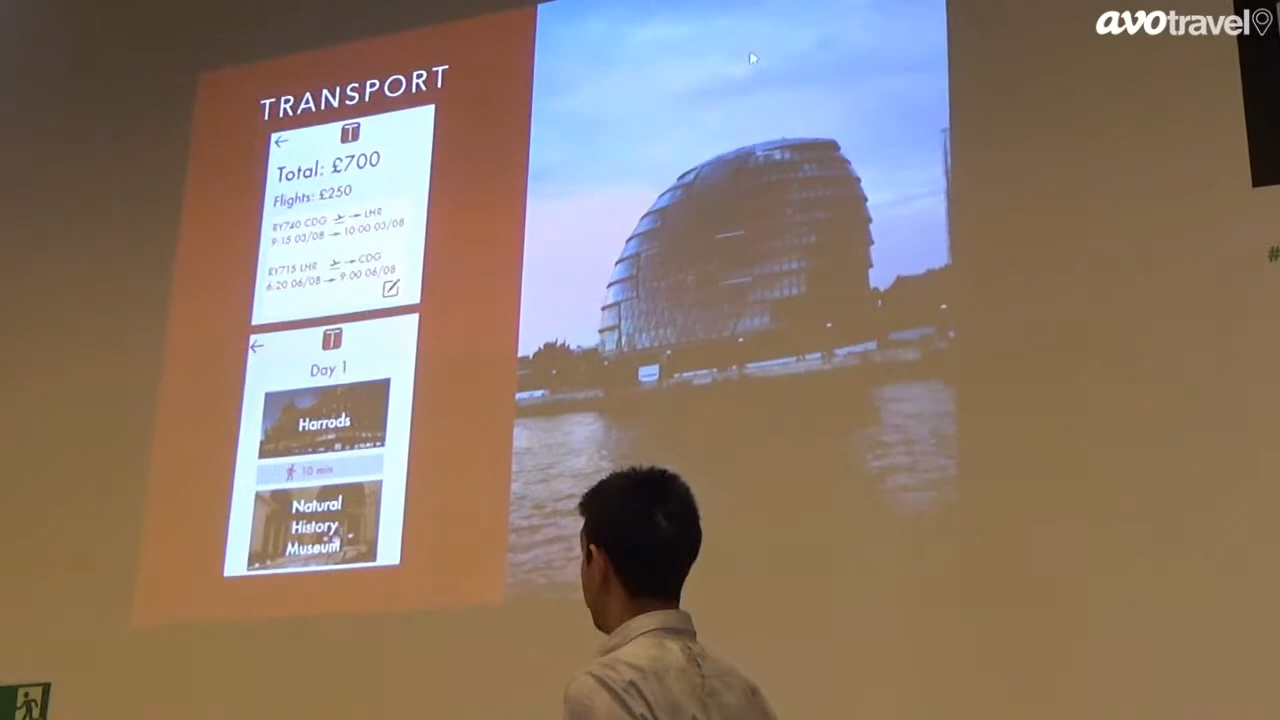 avotravel
TRANSPORT
T
Total: £700
Flights: £250
RY740 CDG → LHR
9:15 03/08 → 10:00 03/08
RY715 LHR → CDG
6:20 06/08 → 9:00 06/08
T
Day 1
Harrods
10 min
Natural
History
Museum
#